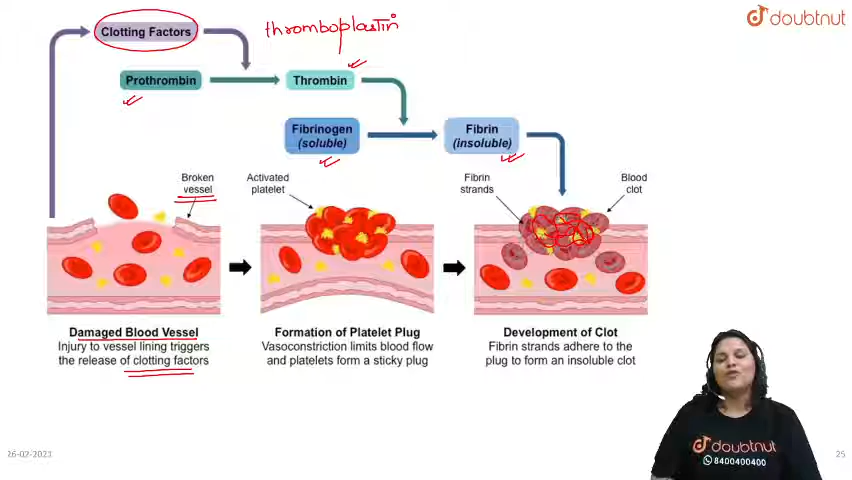 doubtnut
Clotting Factors
thromboplastin
Prothrombin
Thrombin
Fibrinogen
(soluble)
Fibrin
(insoluble)
Broken
vessel
Activated
platelet
Fibrin
strands
Blood
clot
Damaged Blood Vessel
Injury to vessel lining triggers
the release of clotting factors
Formation of Platelet Plug
Vasoconstriction limits blood flow
and platelets form a sticky plug
Development of Clot
Fibrin strands adhere to the
plug to form an insoluble clot
doubtnut
8400400400
26-02-2021
25